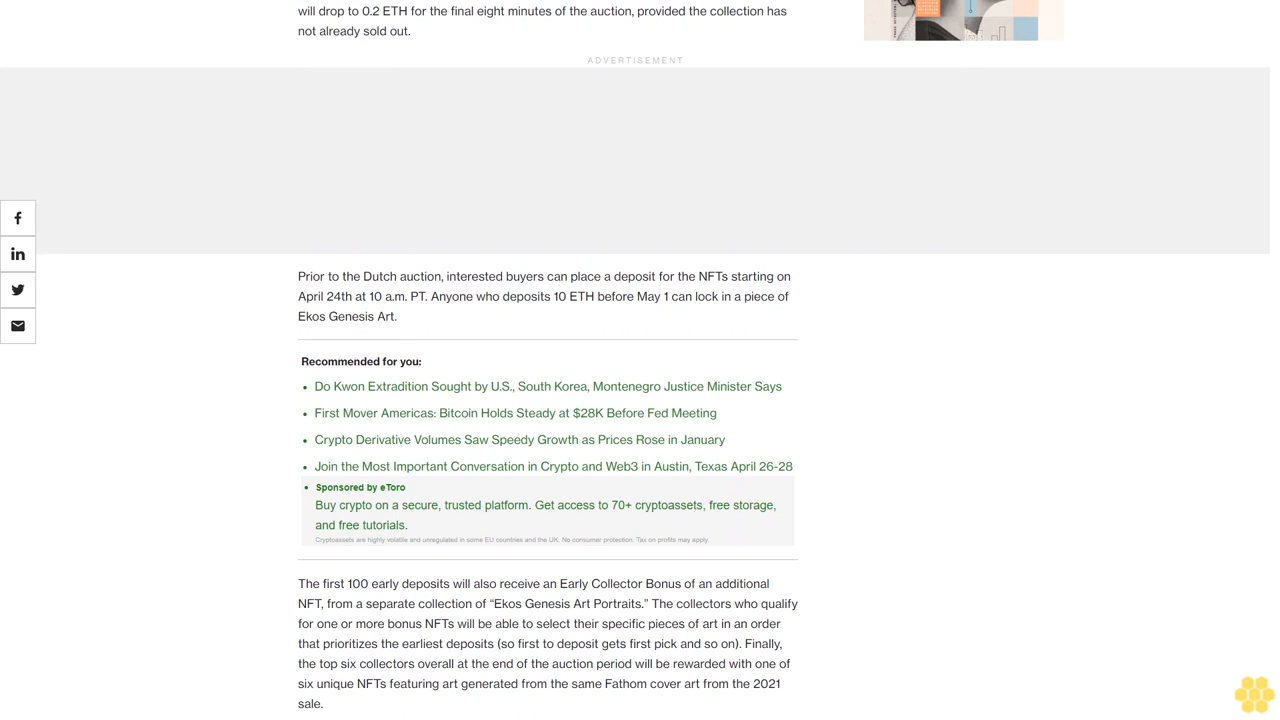 will drop to 0.2 ETH for the final eight minutes of the auction, provided the collection has
not already sold out.
ADVERTISEMENT
Prior to the Dutch auction, interested buyers can place a deposit for the NFTs starting on
April 24th at 10 a.m. PT. Anyone who deposits 10 ETH before May 1 can lock in a piece of
Ekos Genesis Art.
Recommended for you:
• Do Kwon Extradition Sought by U.S., South Korea, Montenegro Justice Minister Says
• First Mover Americas: Bitcoin Holds Steady at $28K Before Fed Meeting
• Crypto Derivative Volumes Saw Speedy Growth as Prices Rose in January
• Join the Most Important Conversation in Crypto and Web3 in Austin, Texas April 26-28
• Sponsored by eToro
Buy crypto on a secure, trusted platform. Get access to 70+ cryptoassets, free storage,
and free tutorials.
Cryptoassets are highly volatile and unregulated in some EU countries and the UK. No consumer protection. Tax on profits may apply.
The first 100 early deposits will also receive an Early Collector Bonus of an additional
NFT, from a separate collection of “Ekos Genesis Art Portraits.” The collectors who qualify
for one or more bonus NFTs will be able to select their specific pieces of art in an order
that prioritizes the earliest deposits (so first to deposit gets first pick and so on). Finally,
the top six collectors overall at the end of the auction period will be rewarded with one of
six unique NFTs featuring art generated from the same Fathom cover art from the 2021
sale.